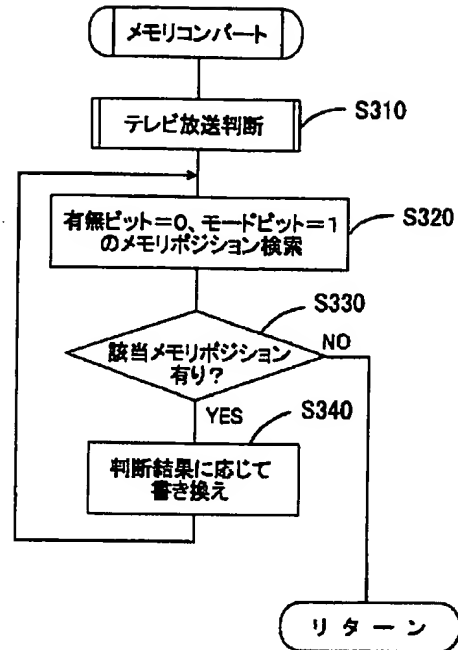 メモリコンバート
テレビ放送判断
S310
有無ビット=0、モードビット=1
のメモリポジション検索
S320
S330
該当メモリポジション
有り?
NO
YES
S340
判断結果に応じて
書き換え
リターン